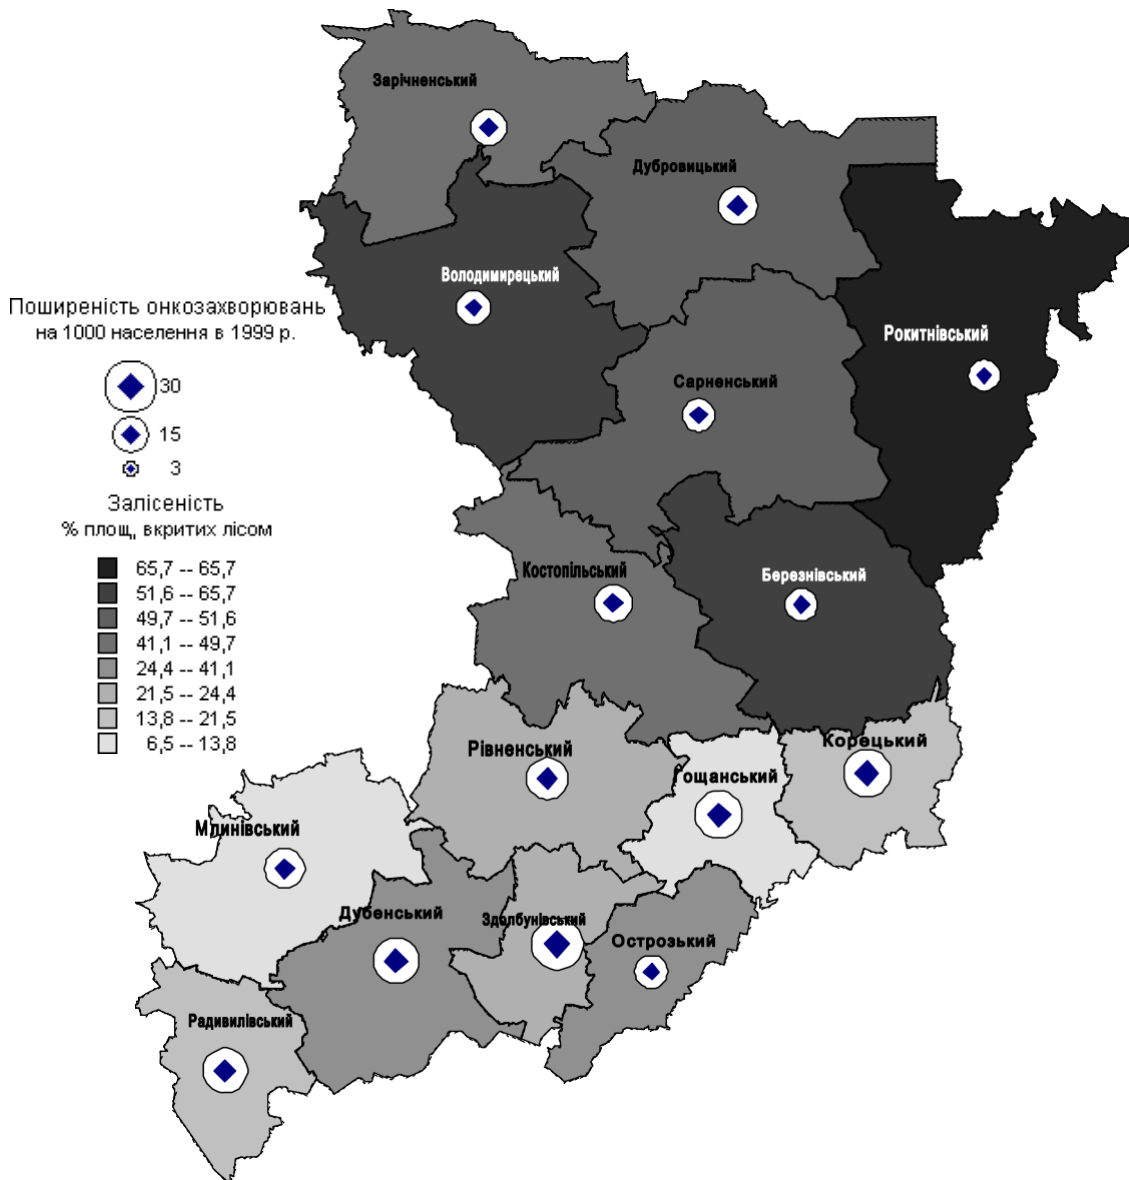 Зарічненський
Дубровицький
Володимирецький
Поширеність онкозахворювань
на 1000 населення в 1999 р.
30
15
3
Рокитнівський
Сарненський
Залісеність
% площ, вкритих лісом
65,7 -- 65,7
51,6 -- 65,7
49,7 -- 51,6
41,1 -- 49,7
24,4 -- 41,1
21,5 -- 24,4
13,8 -- 21,5
6,5 -- 13,8
Костопільський
Березнівський
Рівненський
Корецький
Гощанський
Млинівський
Дубенський
Здолбунівський
Острозький
Радивилівський